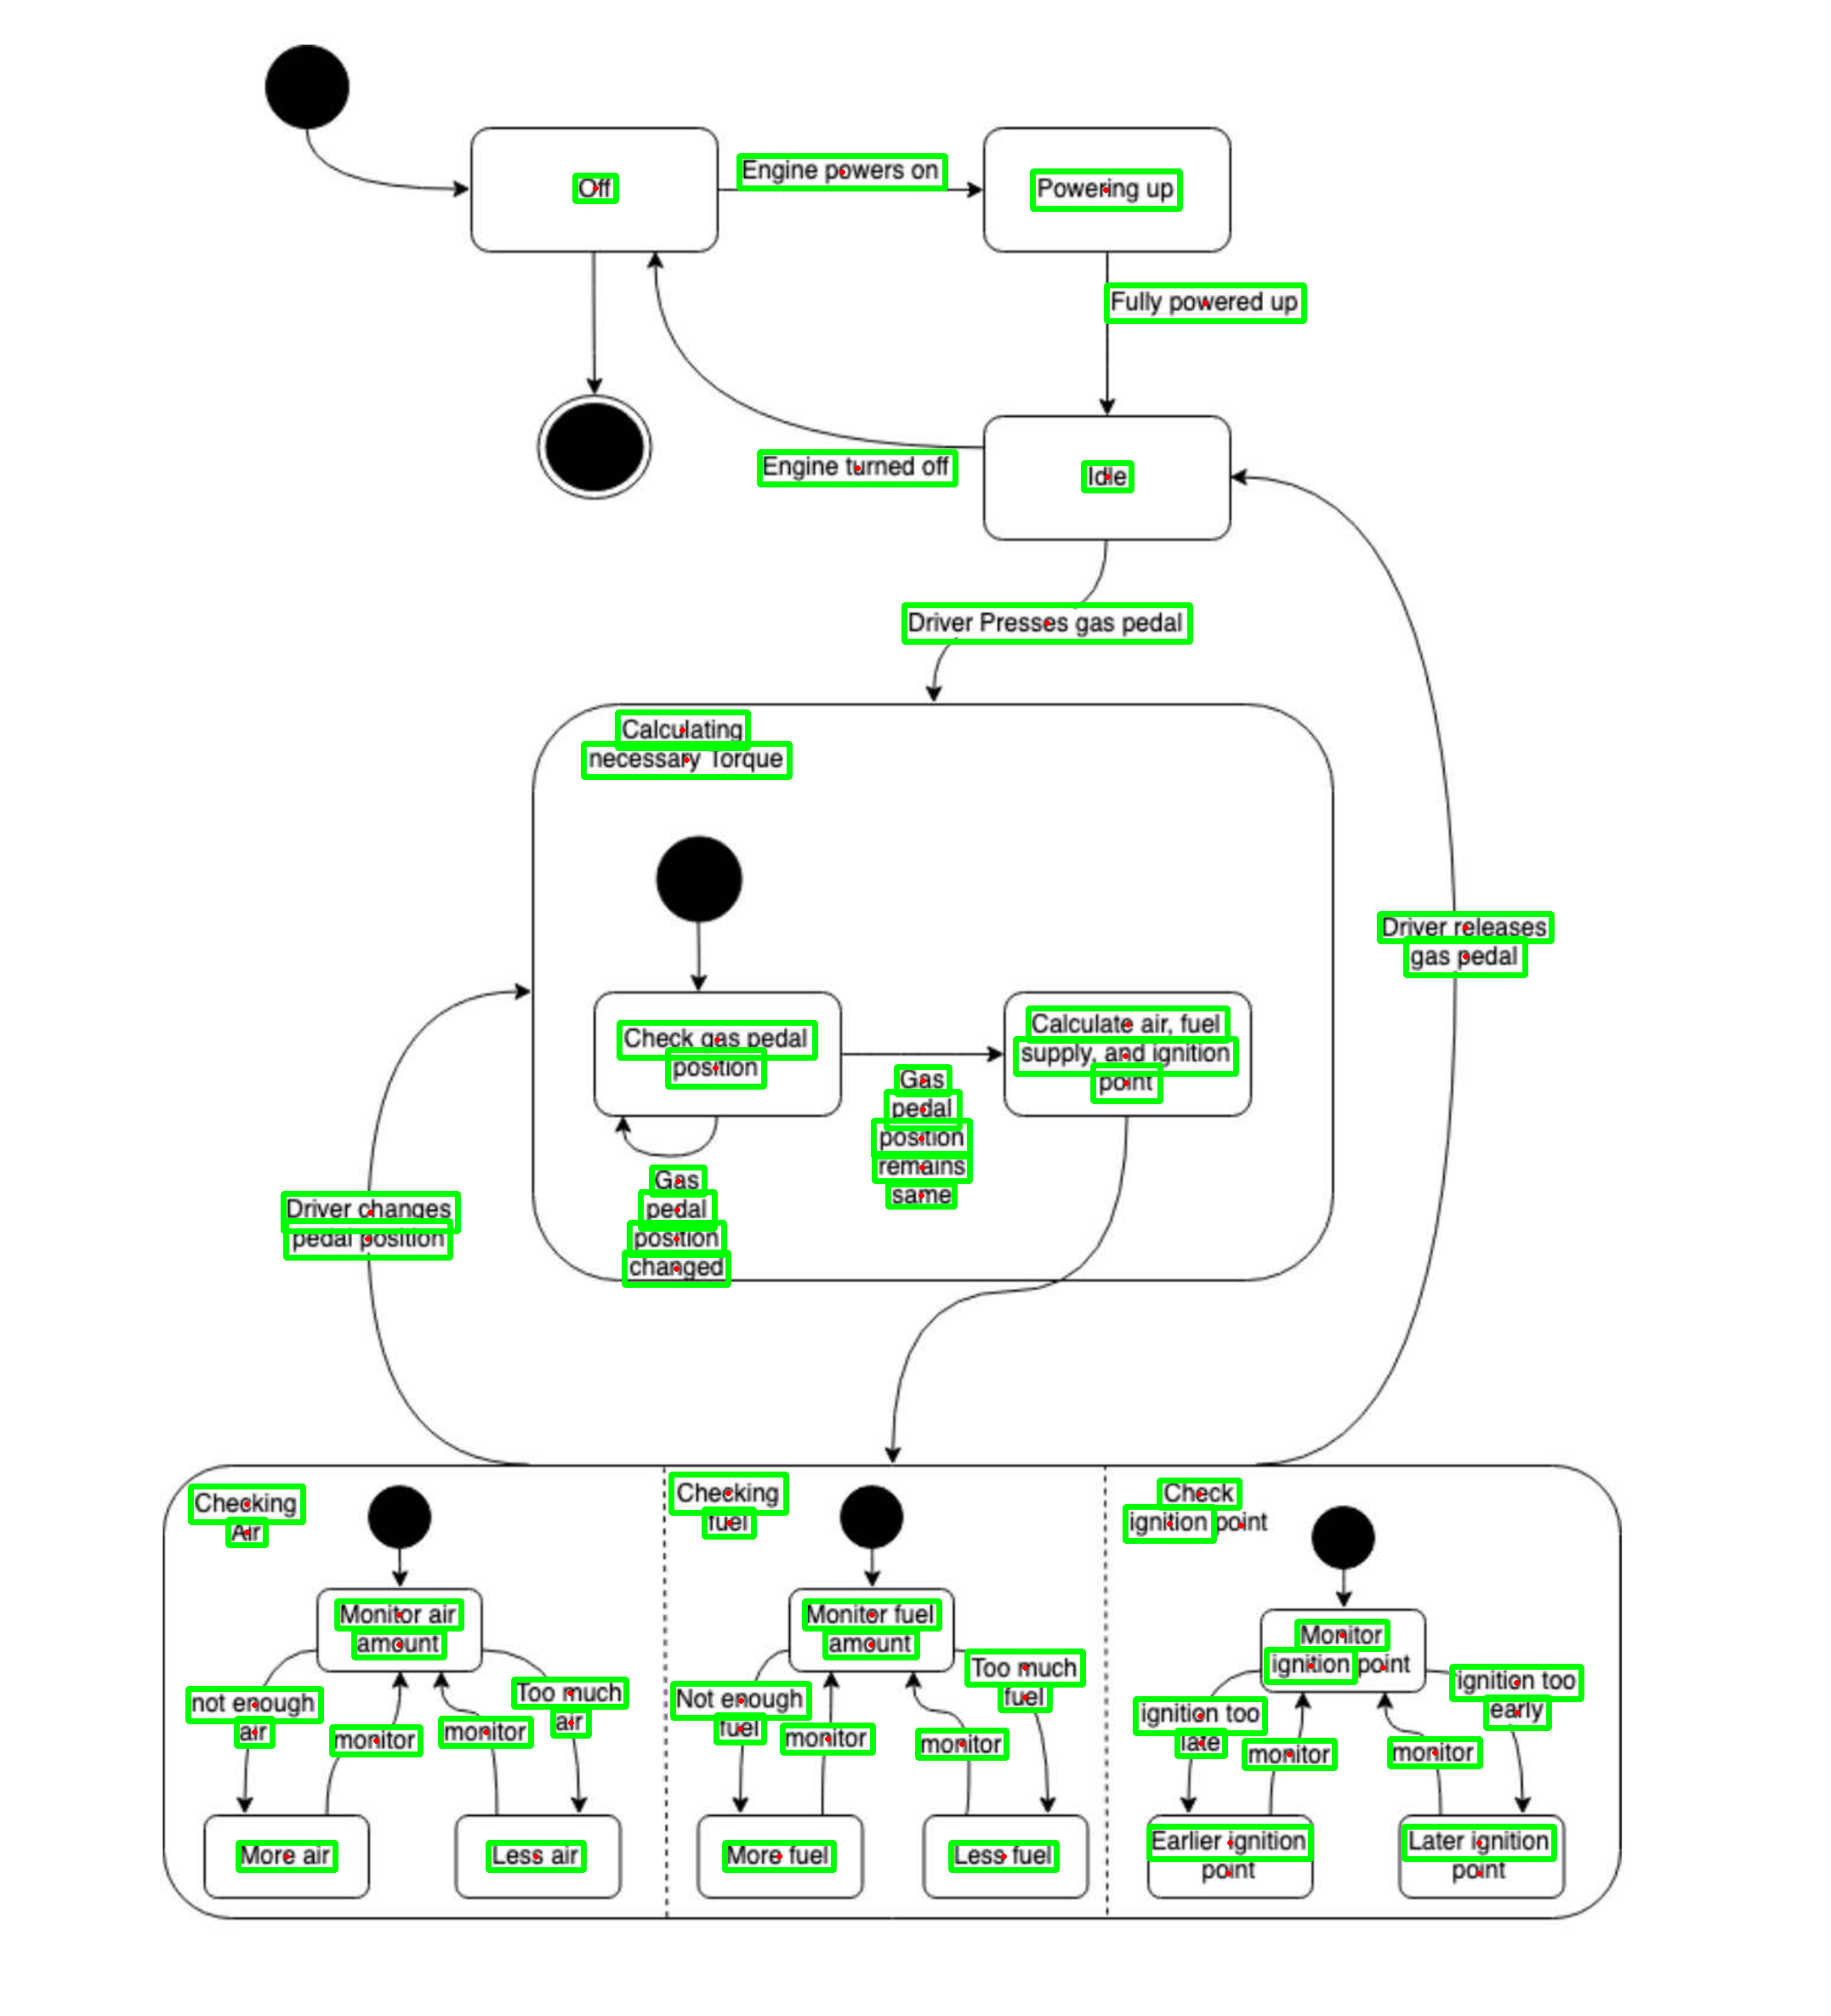 Off
Engine powers on
Powering up
Fully powered up
Engine turned off
Idle
Driver Presses gas pedal
Calculating
necessary Torque
Driver releases
gas pedal
Check gas pedal
position
Calculate air, fuel
supply, and ignition
point
Gas
pedal
position
remains
same
Gas
pedal
position
changed
Driver changes
pedal position
Checking
Air
Monitor air
amount
not enough
air
monitor
monitor
Too much
air
More air
Less air
Checking
fuel
Monitor fuel
amount
Not enough
fuel
monitor
monitor
Too much
fuel
More fuel
Less fuel
Check
ignition point
Monitor
ignition point
ignition too
late
monitor
monitor
ignition too
early
Earlier ignition
point
Later ignition
point